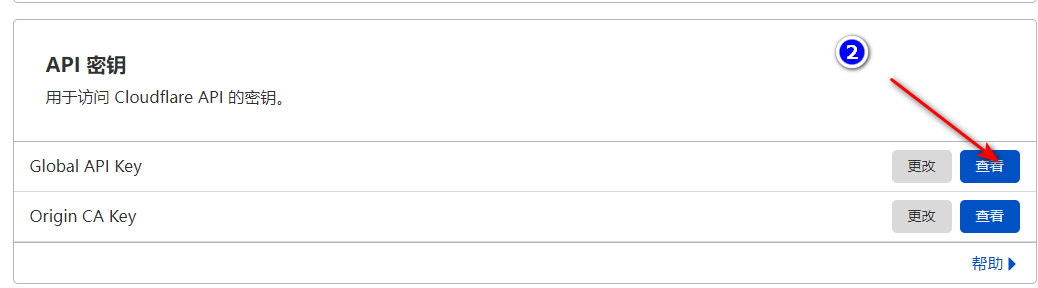 API 密钥
用于访问 Cloudflare API 的密钥。
2
Global API Key 更改 查看
Origin CA Key 更改 查看
帮助